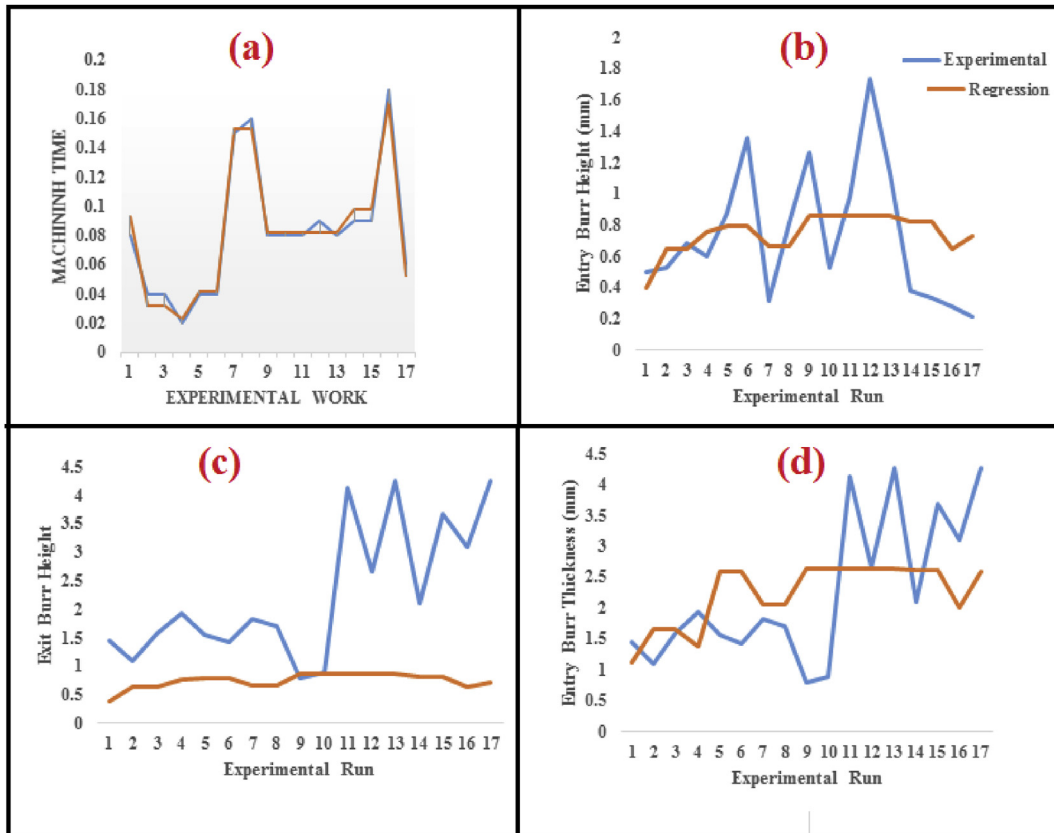 (a)
MACHININH TIME
0.2
0.18
0.16
0.14
0.12
0.1
0.08
0.06
0.04
0.02
0
1 3 5 7 9 11 13 15 17
EXPERIMENTAL WORK
(b)
Experimental
Regression
Entry Burr Height (mm)
2
1.8
1.6
1.4
1.2
1
0.8
0.6
0.4
0.2
0
1 2 3 4 5 6 7 8 9 10 11 12 13 14 15 16 17
Experimental Run
(c)
Exit Burr Height
4.5
4
3.5
3
2.5
2
1.5
1
0.5
0
1 2 3 4 5 6 7 8 9 10 11 12 13 14 15 16 17
Experimental Run
(d)
Entry Burr Thickness (mm)
4.5
4
3.5
3
2.5
2
1.5
1
0.5
0
1 2 3 4 5 6 7 8 9 10 11 12 13 14 15 16 17
Experimental Run